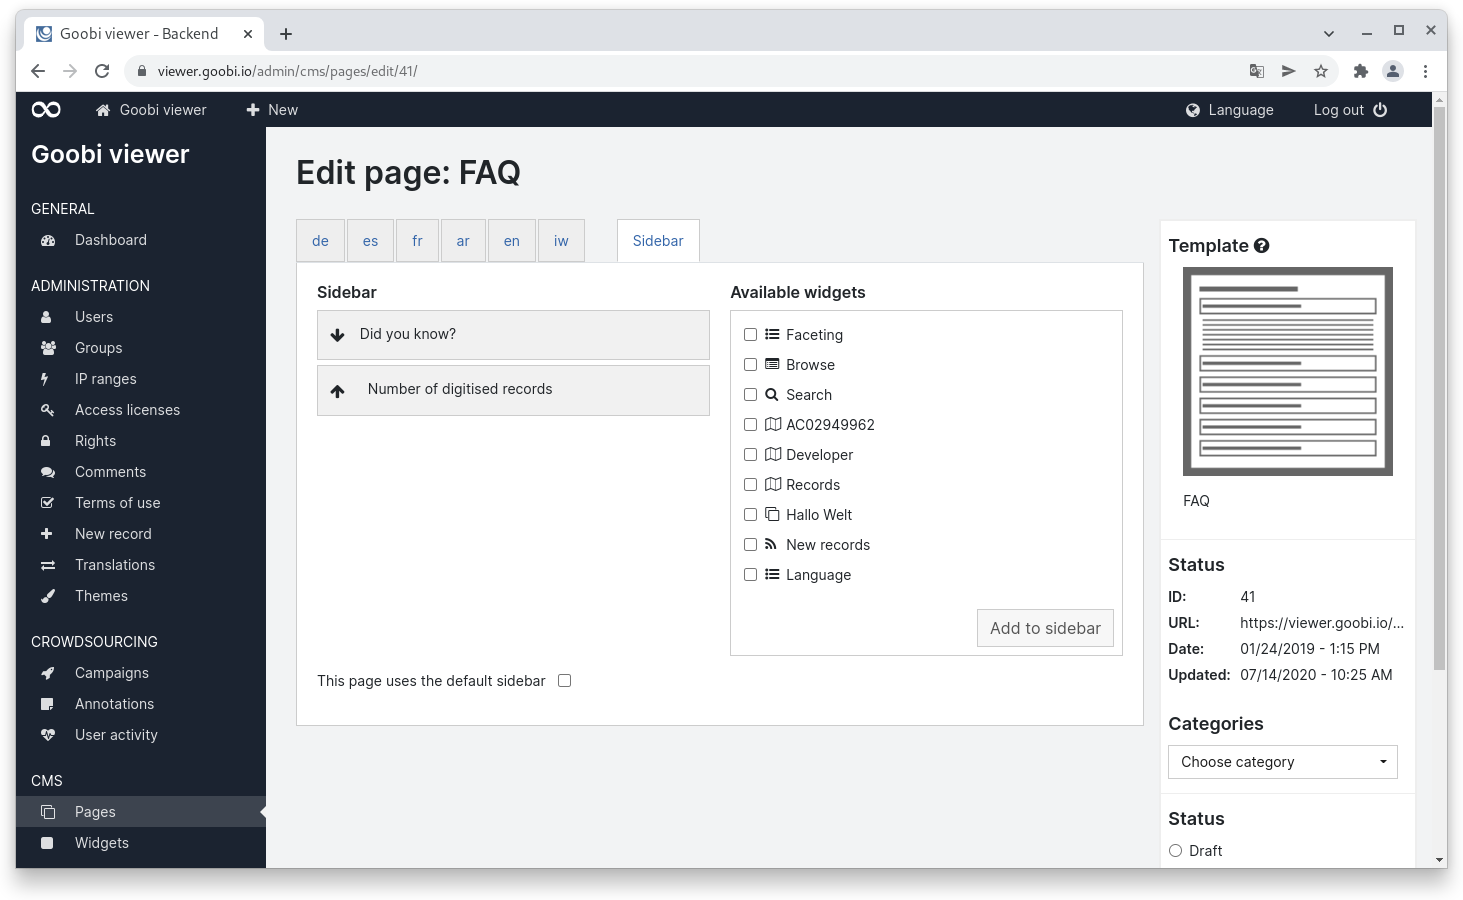 Goobi viewer - Backend
viewer.goobi.io/admin/cms/pages/edit/41/
Goobi viewer
New
Language
Log out
Goobi viewer
GENERAL
Dashboard
ADMINISTRATION
Users
Groups
IP ranges
Access licenses
Rights
Comments
Terms of use
New record
Translations
Themes
CROWDSOURCING
Campaigns
Annotations
User activity
CMS
Pages
Widgets
Edit page: FAQ
de
es
fr
ar
en
iw
Sidebar
Sidebar
Did you know?
Number of digitised records
Available widgets
Faceting
Browse
Search
AC02949962
Developer
Records
Hallo Welt
New records
Language
Add to sidebar
This page uses the default sidebar
Template
FAQ
Status
ID: 41
URL: https://viewer.goobi.io/...
Date: 01/24/2019 - 1:15 PM
Updated: 07/14/2020 - 10:25 AM
Categories
Choose category
Status
Draft